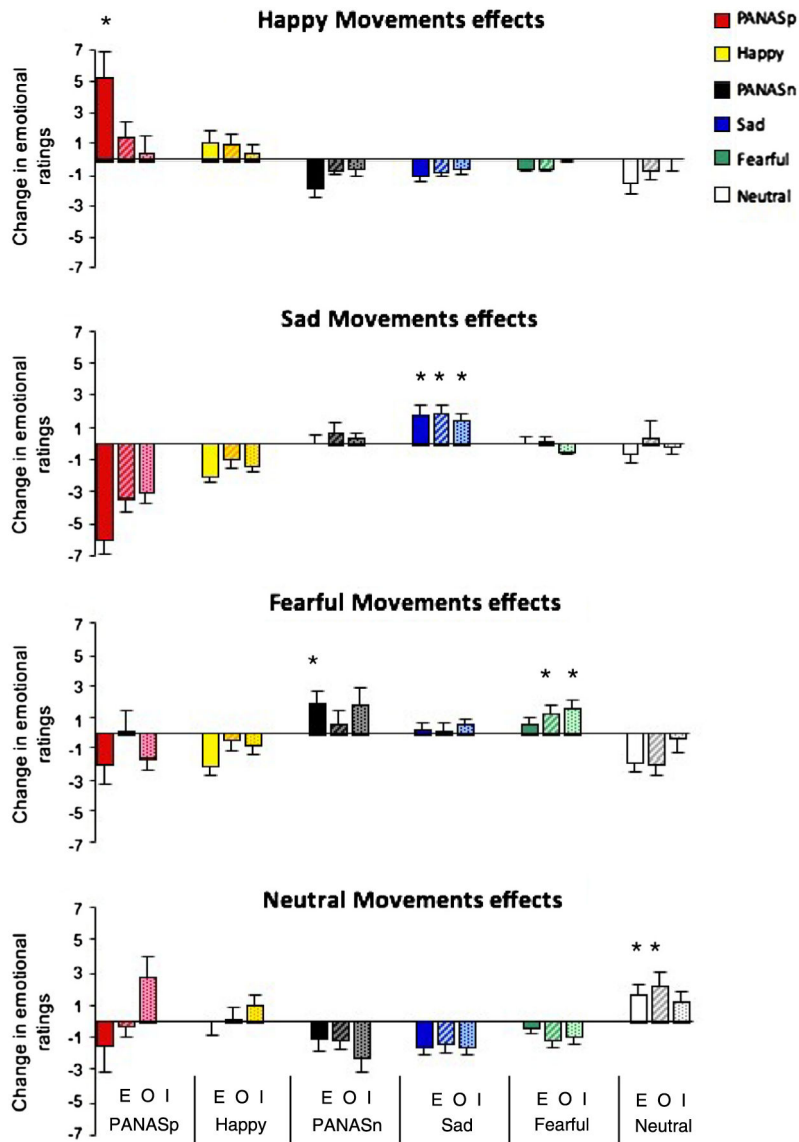 Happy Movements effects
*
7
5
3
1
-1
-3
-5
-7
Change in emotional
ratings
PANASp
Happy
PANASn
Sad
Fearful
Neutral
Sad Movements effects
7
5
3
1
-1
-3
-5
-7
Change in emotional
ratings
* * *
Fearful Movements effects
7
5
3
1
-1
-3
-5
-7
Change in emotional
ratings
*
* *
Neutral Movements effects
7
5
3
1
-1
-3
-5
-7
Change in emotional
ratings
* *
E O I E O I E O I E O I E O I E O I
PANASp Happy PANASn Sad Fearful Neutral